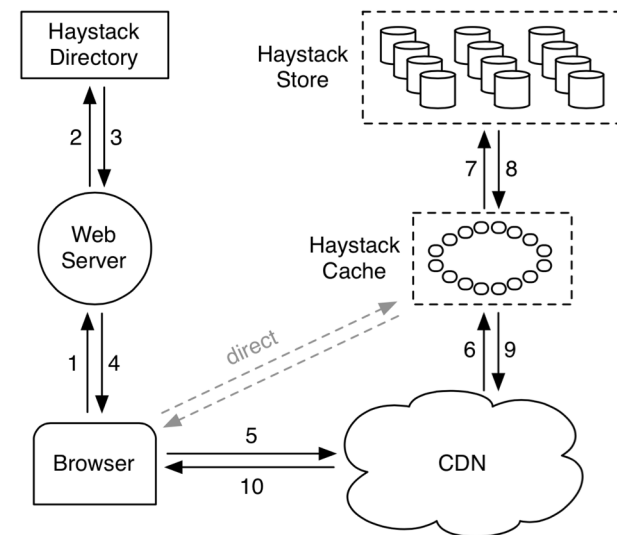 Haystack
Directory
Haystack
Store
2
3
7
8
Web
Server
Haystack
Cache
direct
1
4
6
9
Browser
5
10
CDN